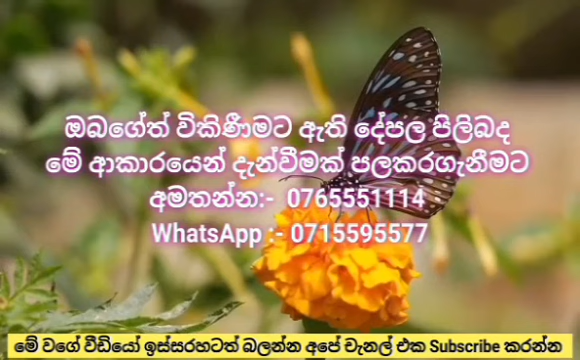 ඔබගේත් විකිණීමට ඇති දේපල පිලිබද
මේ ආකාරයෙන් දැන්වීමක් පලකරගැනීමට
අමතන්න:- 0765551114
WhatsApp :- 0715595577
මේ වගේ වීඩියෝ ඉස්සරහටත් බලන්න අපේ චැනල් එක Subscribe කරන්න